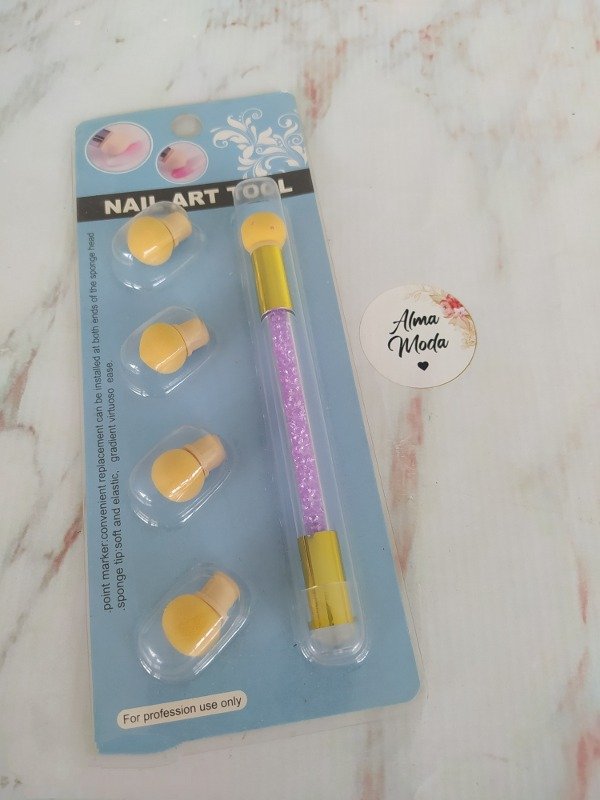 NAIL ART TOOL
.point marker:convenient replacement can be installed at both ends of the sponge head
.sponge tip:soft and elastic, gradient virtuoso ease.
For profession use only
Alma
Moda